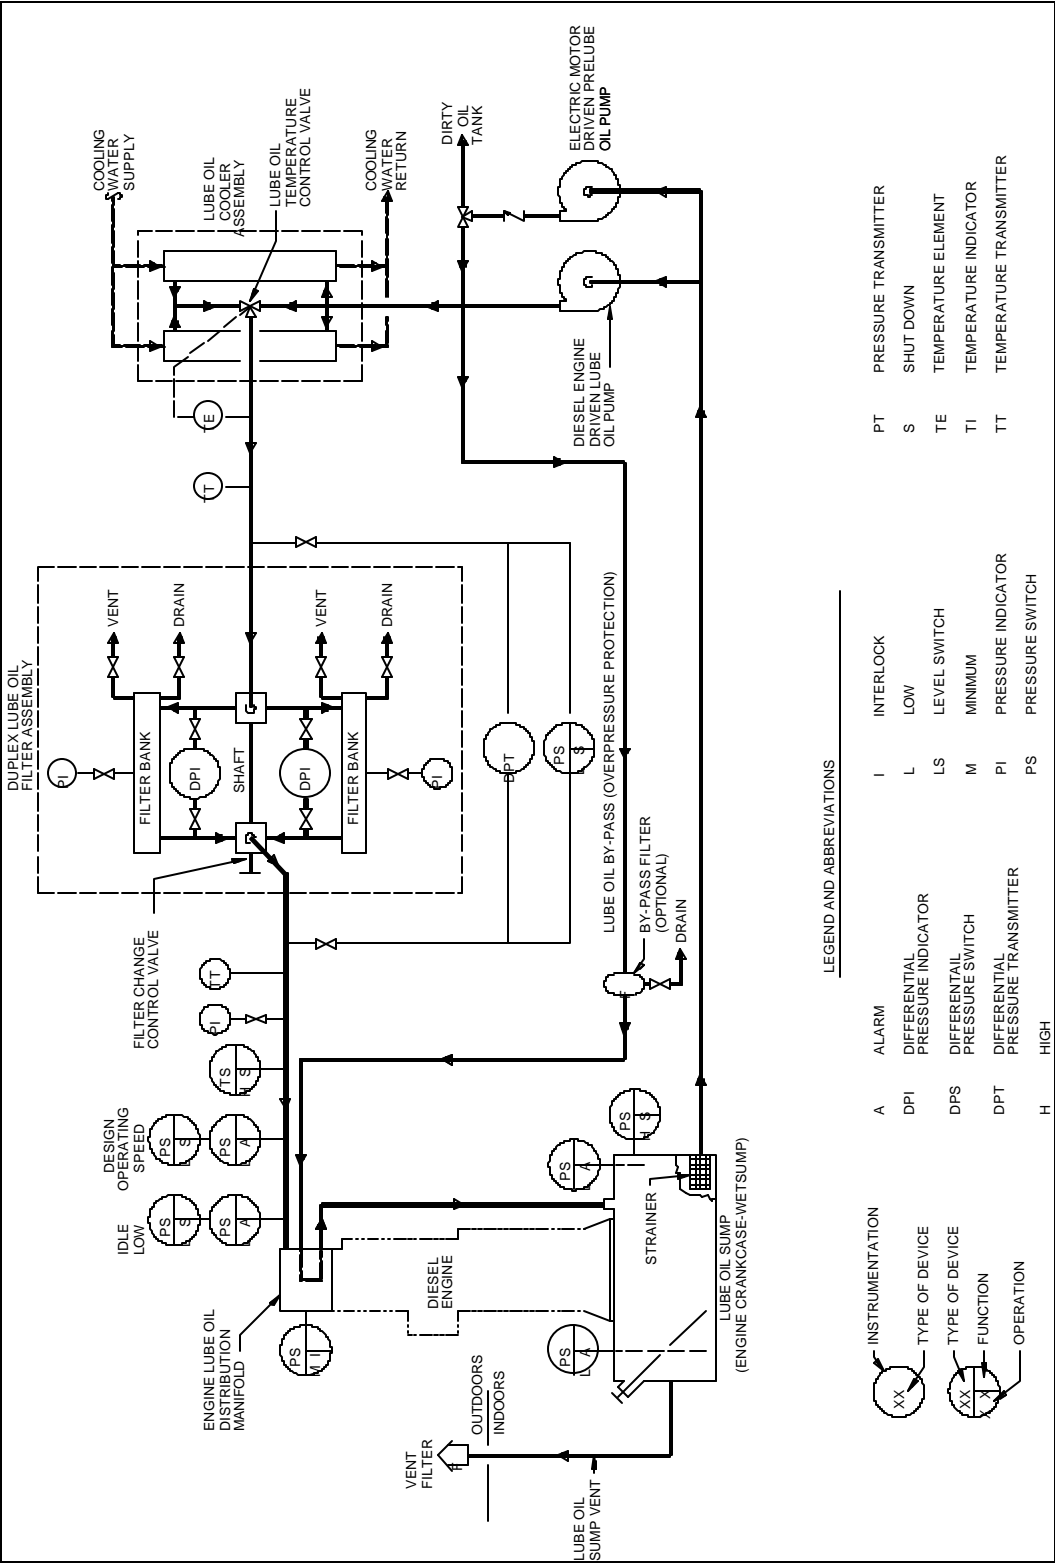 COOLING
WATER
SUPPLY
LUBE OIL
COOLER
ASSEMBLY
LUBE OIL
TEMPERATURE
CONTROL VALVE
COOLING
WATER
RETURN
DIRTY
OIL
TANK
ELECTRIC MOTOR
DRIVEN PRELUBE
OIL PUMP
DIESEL ENGINE
DRIVEN LUBE
OIL PUMP
TE
TT
DUPLEX LUBE OIL
FILTER ASSEMBLY
VENT
DRAIN
VENT
DRAIN
PI
FILTER BANK
DPI
SHAFT
DPI
FILTER BANK
PI
DPT
PS
L S
FILTER CHANGE
CONTROL VALVE
LUBE OIL BY-PASS (OVERPRESSURE PROTECTION)
BY-PASS FILTER
(OPTIONAL)
DRAIN
F
TT
PI
TS
H S
DESIGN
OPERATING
SPEED
PS
L S
PS
L A
IDLE
LOW
PS
L S
PS
L A
PS
H S
PS
L A
STRAINER
DIESEL
ENGINE
LUBE OIL SUMP
(ENGINE CRANKCASE-WETSUMP)
ENGINE LUBE OIL
DISTRIBUTION
MANIFOLD
PS
M I
PS
L A
OUTDOORS
INDOORS
VENT
FILTER
F
LUBE OIL
SUMP VENT
LEGEND AND ABBREVIATIONS
INSTRUMENTATION
XX
TYPE OF DEVICE
TYPE OF DEVICE
XX
X X
FUNCTION
OPERATION
A ALARM
DPI DIFFERENTIAL
PRESSURE INDICATOR
DPS DIFFERENTAIL
PRESSURE SWITCH
DPT DIFFERENTIAL
PRESSURE TRANSMITTER
H HIGH
I INTERLOCK
L LOW
LS LEVEL SWITCH
M MINIMUM
PI PRESSURE INDICATOR
PS PRESSURE SWITCH
PT PRESSURE TRANSMITTER
S SHUT DOWN
TE TEMPERATURE ELEMENT
TI TEMPERATURE INDICATOR
TT TEMPERATURE TRANSMITTER